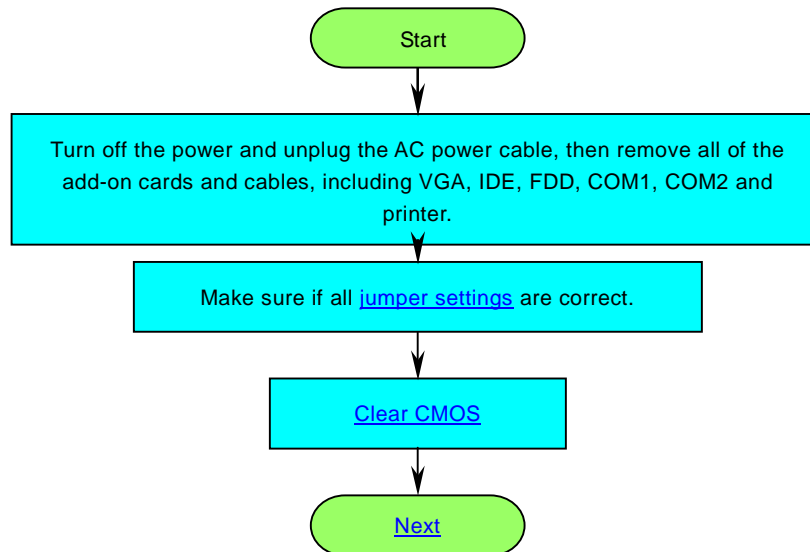 Start
Turn off the power and unplug the AC power cable, then remove all of the
add-on cards and cables, including VGA, IDE, FDD, COM1, COM2 and
printer.
Make sure if all jumper settings are correct.
Clear CMOS
Next